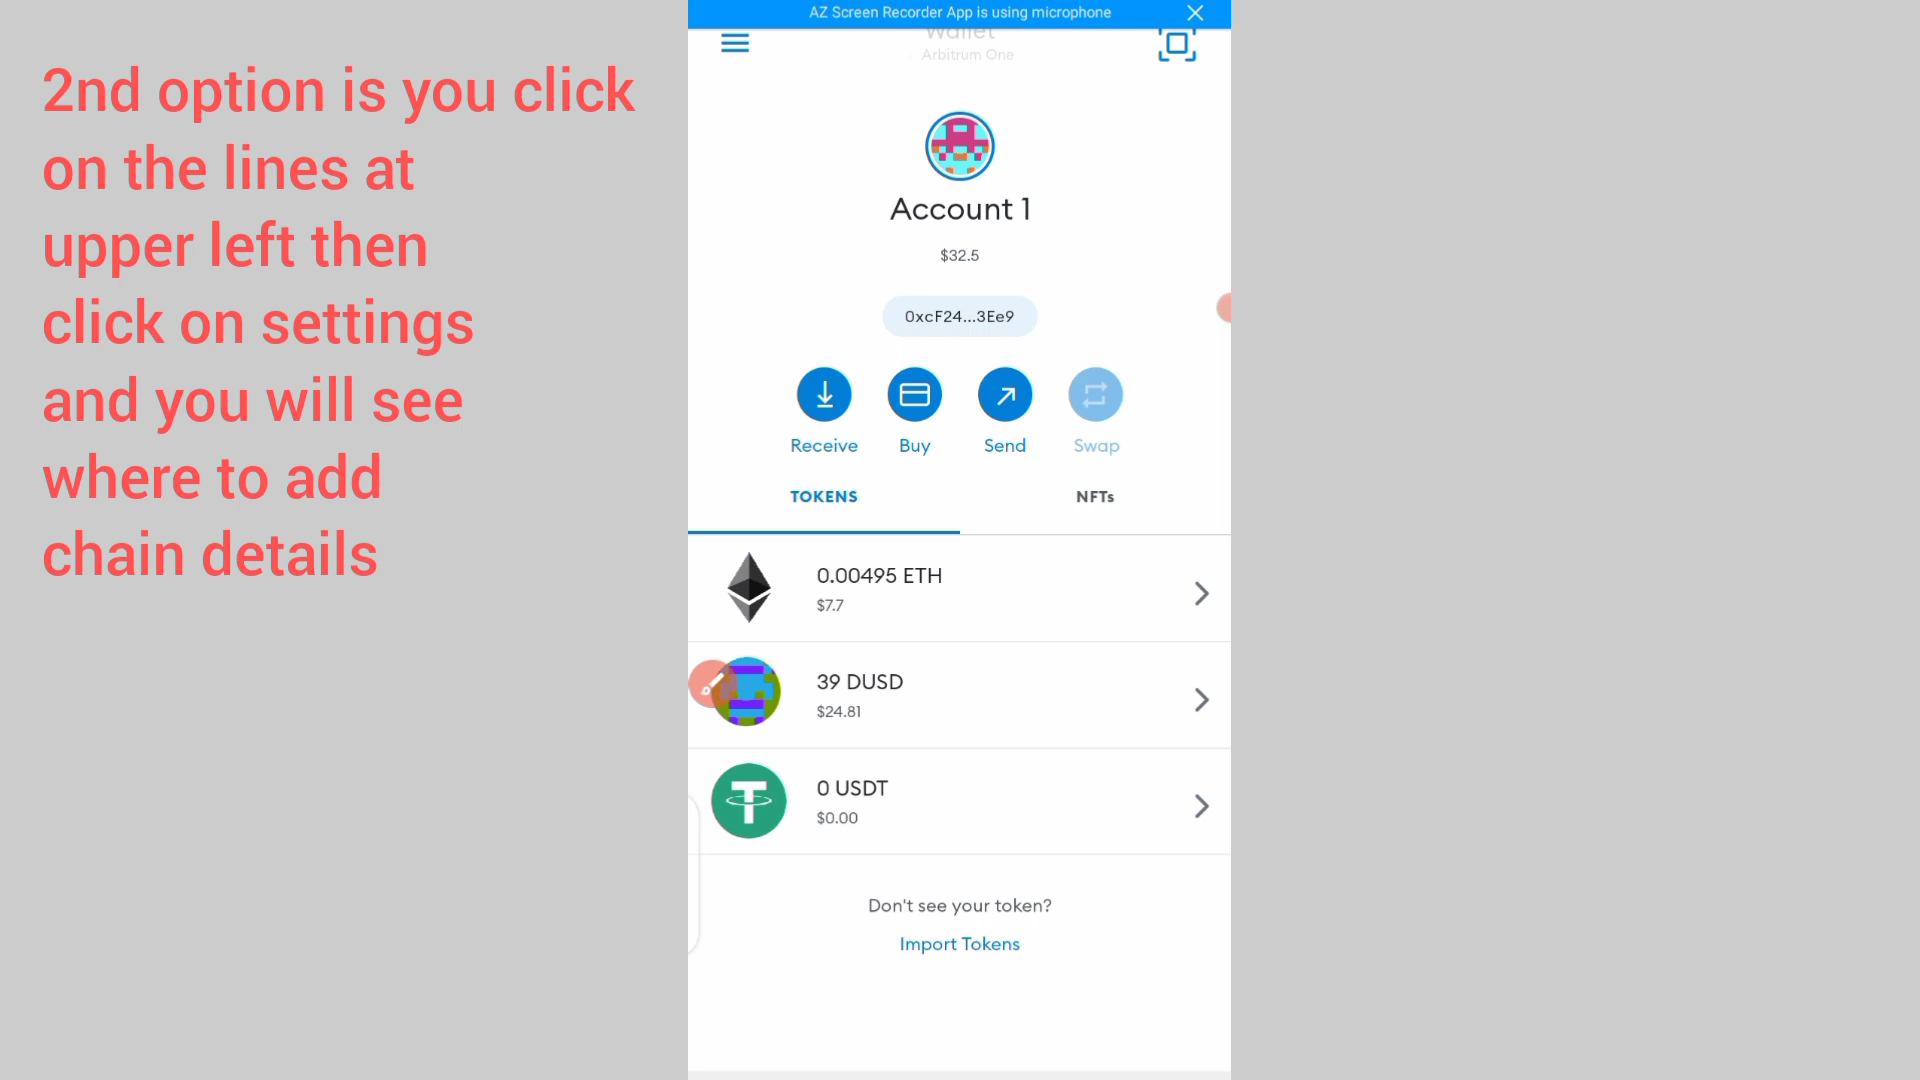 AZ Screen Recorder App is using microphone
Wallet
Arbitrum One
2nd option is you click
on the lines at
upper left then
click on settings
and you will see
where to add
chain details
Account 1
$32.5
0xcF24...3Ee9
Receive Buy Send Swap
TOKENS NFTs
0.00495 ETH
$7.7
39 DUSD
$24.81
0 USDT
$0.00
Don't see your token?
Import Tokens